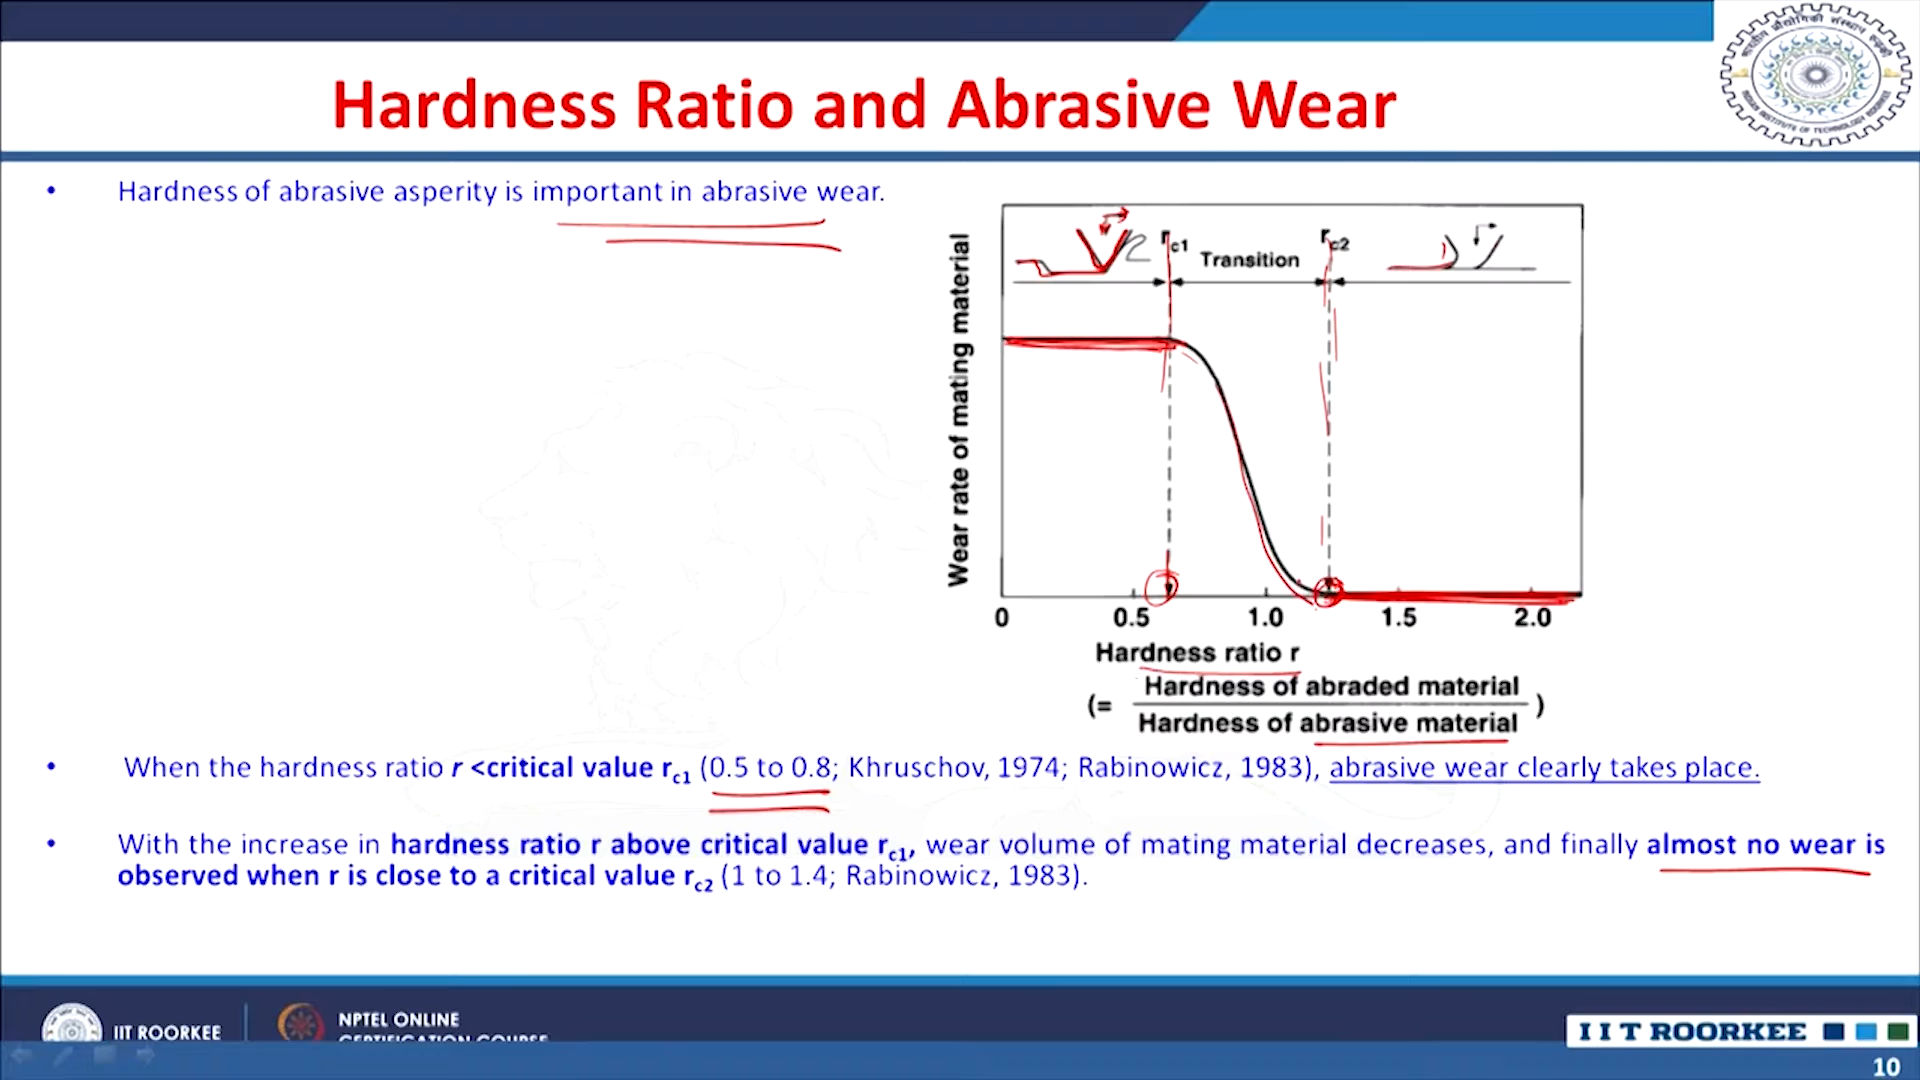 Hardness Ratio and Abrasive Wear
• Hardness of abrasive asperity is important in abrasive wear.
Wear rate of mating material
rc1
Transition
rc2
0 0.5 1.0 1.5 2.0
Hardness ratio r
(= Hardness of abraded material
Hardness of abrasive material )
• When the hardness ratio r <critical value rc1 (0.5 to 0.8; Khruschov, 1974; Rabinowicz, 1983), abrasive wear clearly takes place.
• With the increase in hardness ratio r above critical value rc1, wear volume of mating material decreases, and finally almost no wear is
observed when r is close to a critical value rc2 (1 to 1.4; Rabinowicz, 1983).
IIT ROORKEE
NPTEL ONLINE
CERTIFICATION COURSE
IIT ROORKEE
10